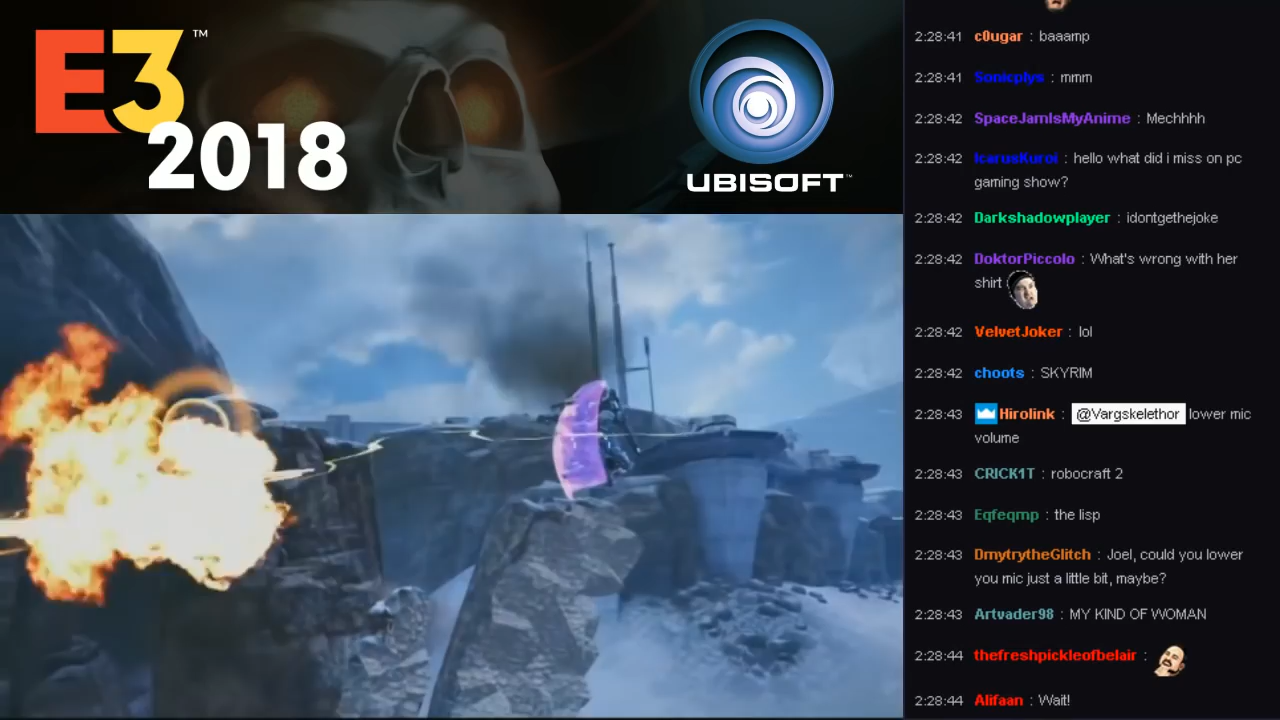 E3™
2018
UBISOFT™
2:28:41 c0ugar : baaamp
2:28:41 Sonicplys : mmm
2:28:42 SpaceJamIsMyAnime : Mechhhh
2:28:42 IcarusKuroi : hello what did i miss on pc
gaming show?
2:28:42 Darkshadowplayer : idontgethejoke
2:28:42 DoktorPiccolo : What's wrong with her
shirt
2:28:42 VelvetJoker : lol
2:28:42 choots : SKYRIM
2:28:43 Hirolink : @Vargskelethor lower mic
volume
2:28:43 CRICK1T : robocraft 2
2:28:43 Eqfeqmp : the lisp
2:28:43 DmytrytheGlitch : Joel, could you lower
you mic just a little bit, maybe?
2:28:43 Artvader98 : MY KIND OF WOMAN
2:28:44 thefreshpickleofbelair :
2:28:44 Alifaan : Wait!